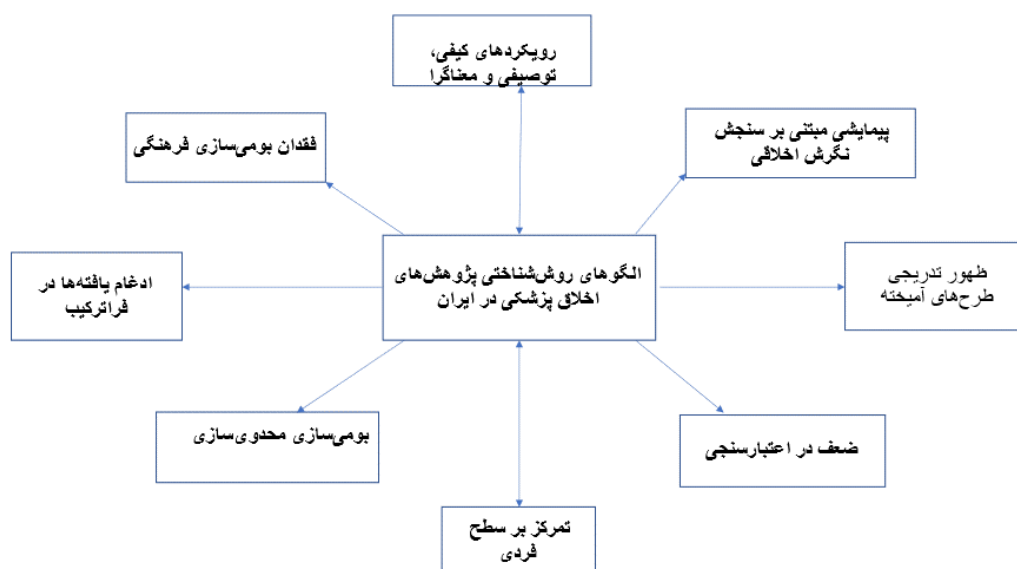 رویکردهای کیفی،
توصیفی و معناگرا
پیمایشی مبتنی بر سنجش
نگرش اخلاقی
فقدان بومی‌سازی فرهنگی
الگوهای روش‌شناختی پژوهش‌های
اخلاق پزشکی در ایران
ظهور تدریجی
طرح‌های آمیخته
ادغام یافته‌ها در
فراترکیب
ضعف در اعتبارسنجی
بومی‌سازی محدوی‌سازی
تمرکز بر سطح
فردی